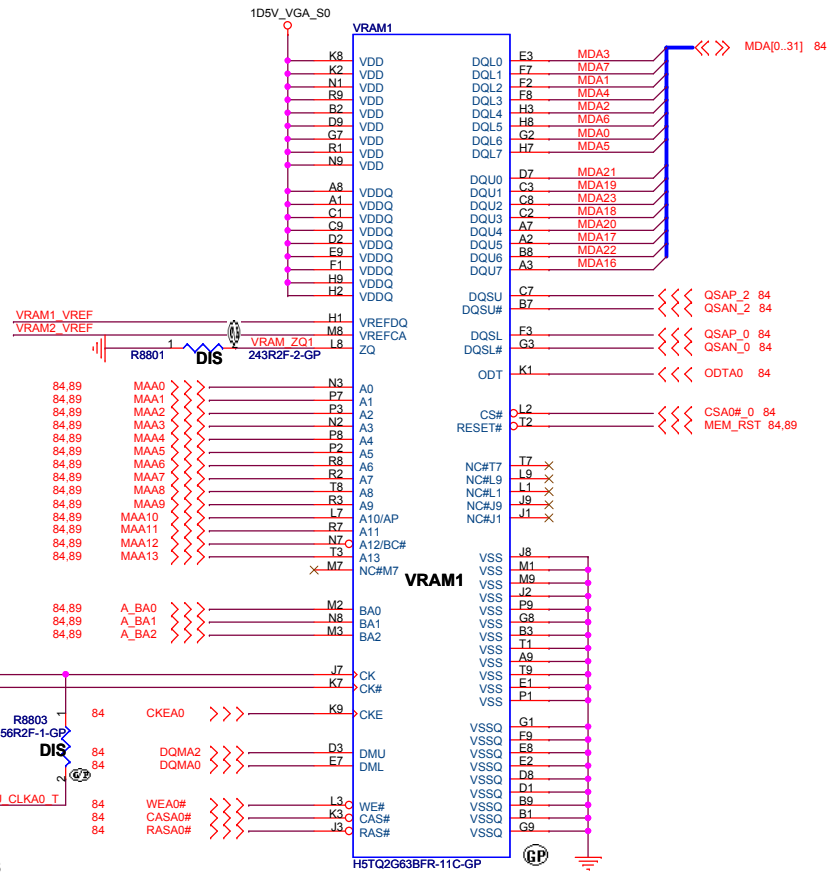 1D5V_VGA_S0
VRAM1
K8 VDD DQL0 E3 MDA3 MDA[0..31] 84
K2 VDD DQL1 F7 MDA7
N1 VDD DQL2 F2 MDA1
R9 VDD DQL3 F8 MDA4
B2 VDD DQL4 H3 MDA2
D9 VDD DQL5 H8 MDA6
G7 VDD DQL6 G2 MDA0
R1 VDD DQL7 H7 MDA5
N9 VDD
A8 VDDQ DQU0 D7 MDA21
A1 VDDQ DQU1 C3 MDA19
C1 VDDQ DQU2 C8 MDA23
C9 VDDQ DQU3 C2 MDA18
D2 VDDQ DQU4 A7 MDA20
E9 VDDQ DQU5 A2 MDA17
F1 VDDQ DQU6 B8 MDA22
H9 VDDQ DQU7 A3 MDA16
H2 VDDQ
DQSU C7 QSAP_2 84
DQSU# B7 QSAN_2 84
VRAM1_VREF H1 VREFDQ
VRAM2_VREF M8 VREFCA DQSL F3 QSAP_0 84
1 VRAM_ZQ1 L8 ZQ DQSL# G3 QSAN_0 84
R8801 DIS 243R2F-2-GP
ODT K1 ODTA0 84
84,89 MAA0 N3 A0
84,89 MAA1 P7 A1
84,89 MAA2 P3 A2 CS# L2 CSA0#_0 84
84,89 MAA3 N2 A3 RESET# T2 MEM_RST 84,89
84,89 MAA4 P8 A4
84,89 MAA5 P2 A5
84,89 MAA6 R8 A6 NC#T7 T7
84,89 MAA7 R2 A7 NC#L9 L9
84,89 MAA8 T8 A8 NC#L1 L1
84,89 MAA9 R3 A9 NC#J9 J9
84,89 MAA10 L7 A10/AP NC#J1 J1
84,89 MAA11 R7 A11
84,89 MAA12 N7 A12/BC#
84,89 MAA13 T3 A13 VSS J8
M7 NC#M7 VSS M1
VRAM1 VSS M9
VSS J2
84,89 A_BA0 M2 BA0 VSS P9
84,89 A_BA1 N8 BA1 VSS G8
84,89 A_BA2 M3 BA2 VSS B3
VSS T1
VSS A9
J7 CK VSS T9
K7 CK# VSS E1
VSS P1
84 CKEA0 K9 CKE
1
R8803
56R2F-1-GP
DIS
2
VSSQ G1
VSSQ F9
84 DQMA2 D3 DMU VSSQ E8
84 DQMA0 E7 DML VSSQ E2
VSSQ D8
VSSQ D1
_CLKA0_T
84 WEA0# L3 WE# VSSQ B9
84 CASA0# K3 CAS# VSSQ B1
84 RASA0# J3 RAS# VSSQ G9
GP
H5TQ2G63BFR-11C-GP